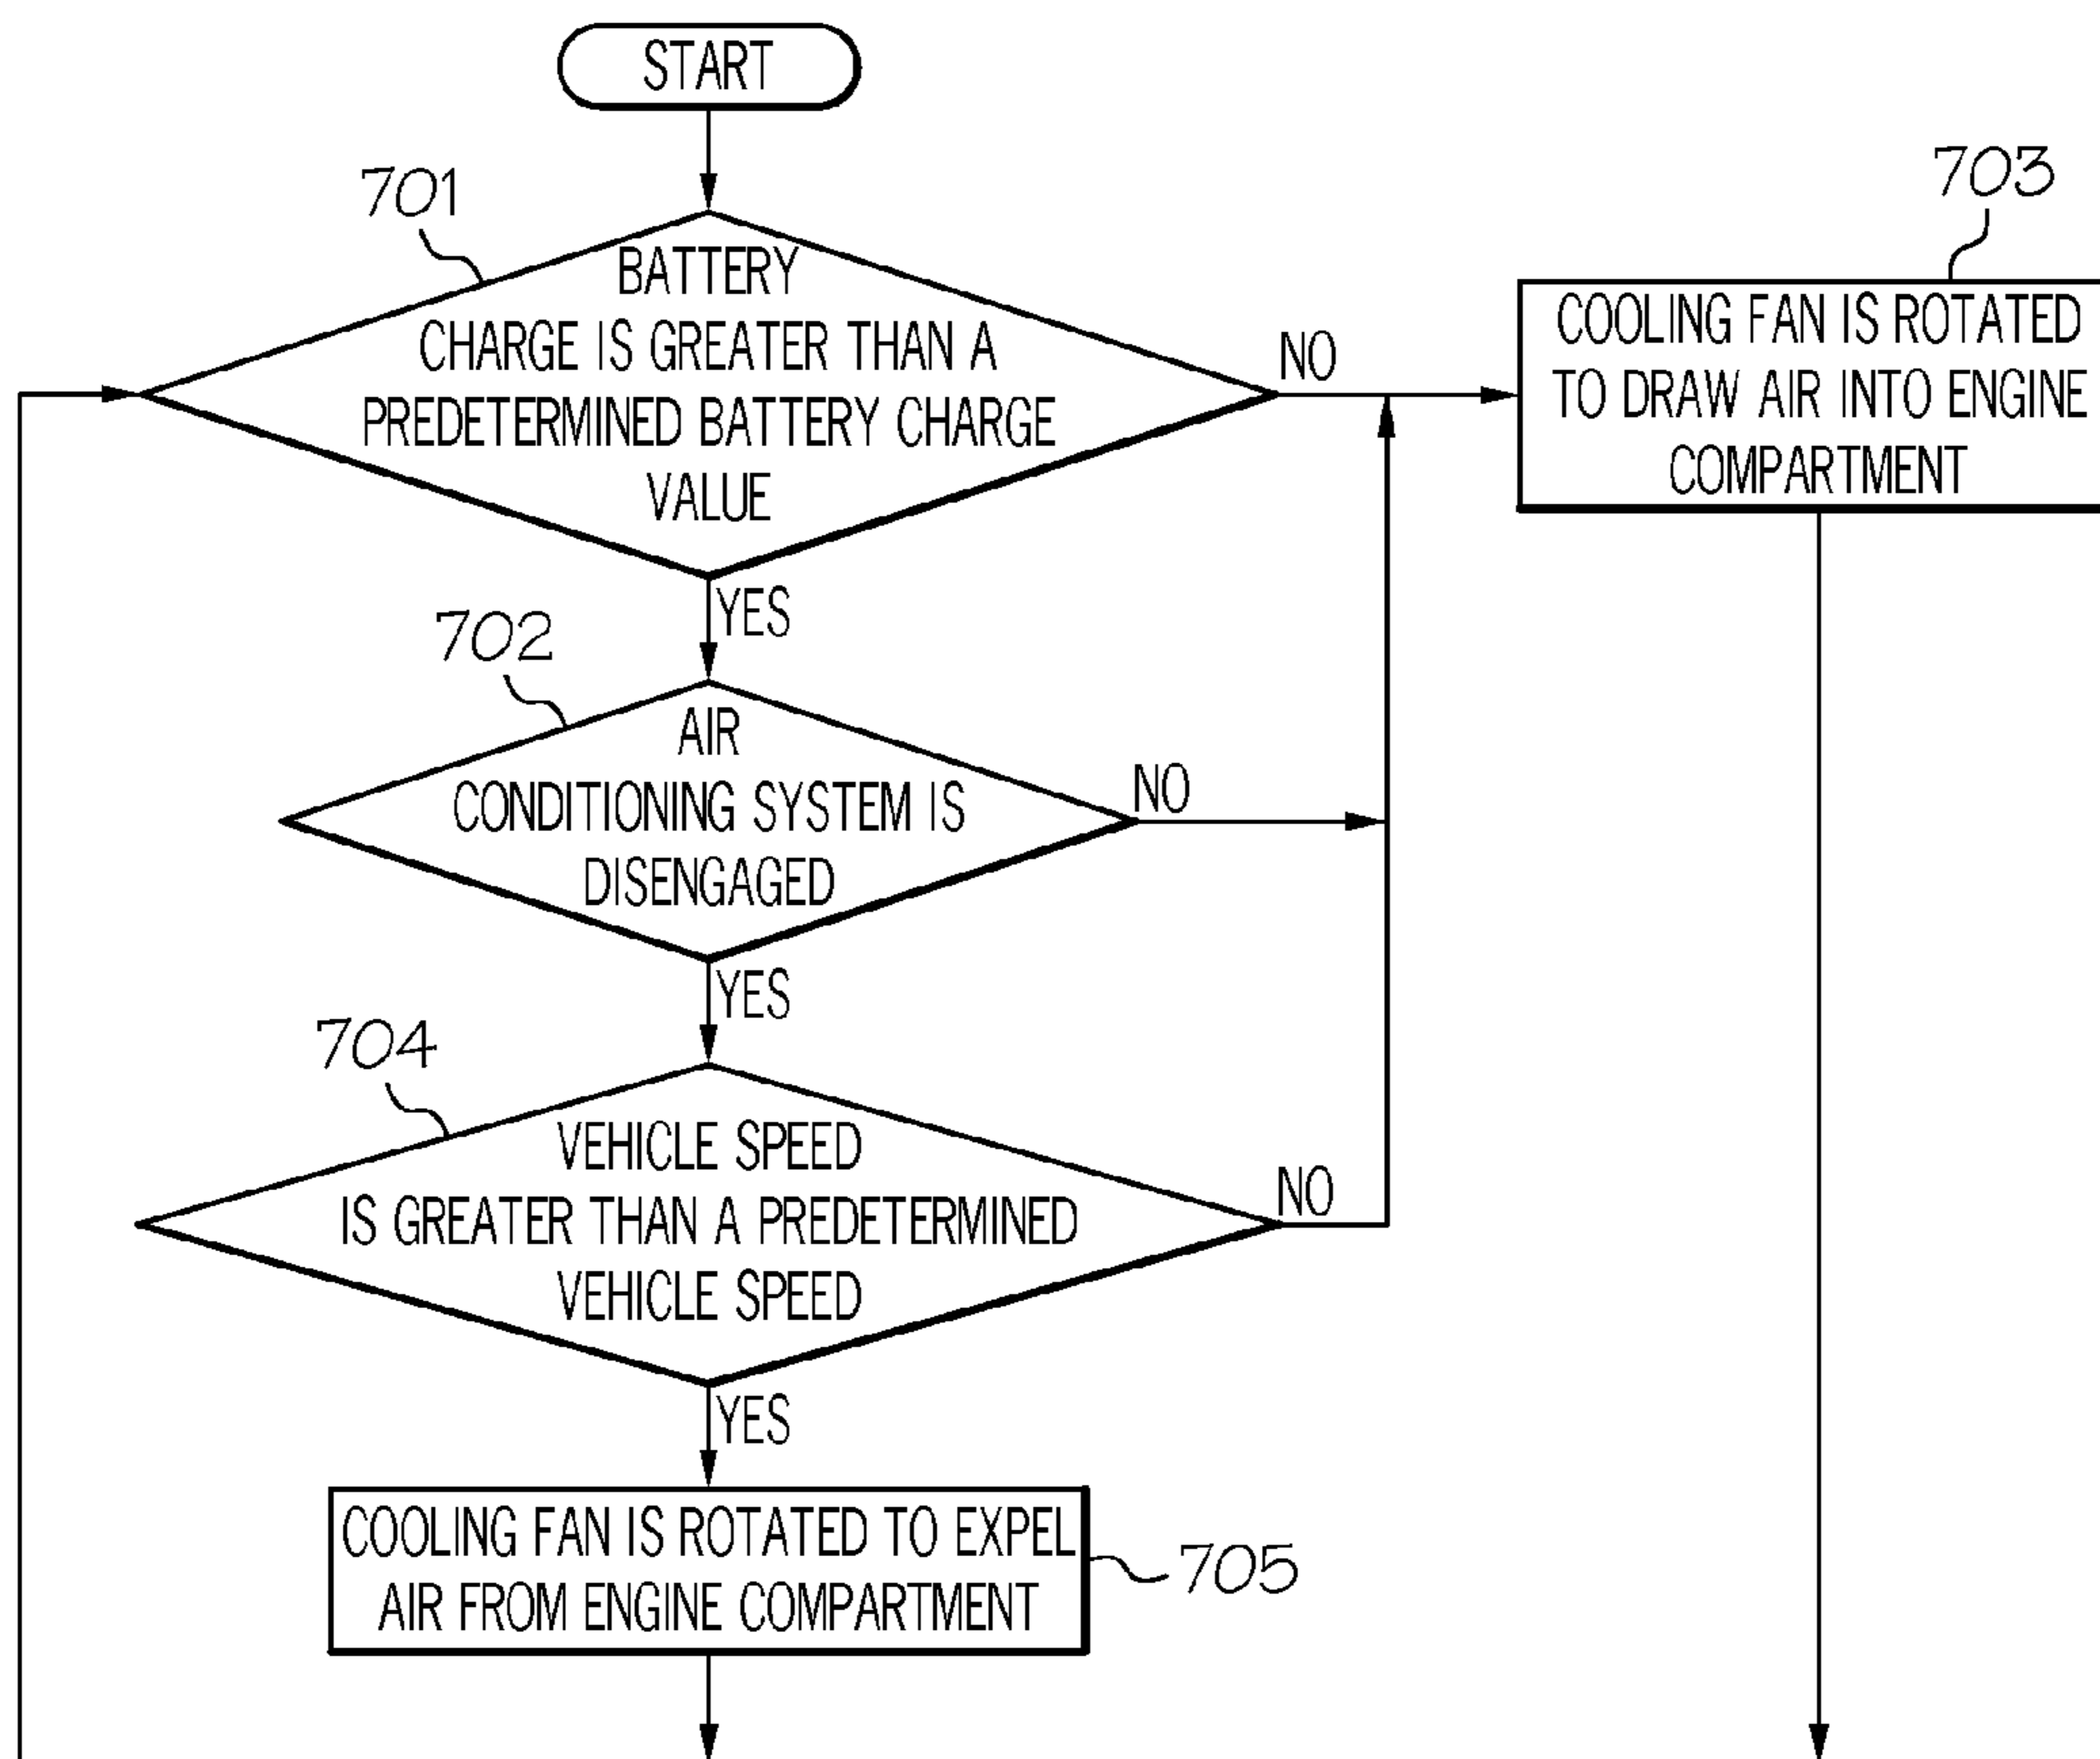 START
701
BATTERY
CHARGE IS GREATER THAN A
PREDETERMINED BATTERY CHARGE
VALUE
NO
703
COOLING FAN IS ROTATED
TO DRAW AIR INTO ENGINE
COMPARTMENT
YES
702
AIR
CONDITIONING SYSTEM IS
DISENGAGED
NO
YES
704
VEHICLE SPEED
IS GREATER THAN A PREDETERMINED
VEHICLE SPEED
NO
YES
COOLING FAN IS ROTATED TO EXPEL
AIR FROM ENGINE COMPARTMENT
705